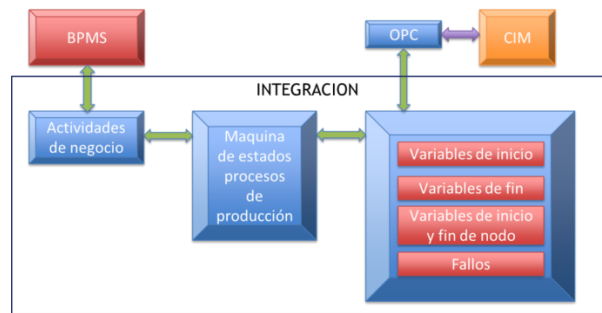 BPMS
OPC
CIM
INTEGRACION
Actividades
de negocio
Maquina
de estados
procesos
de
producción
Variables de inicio
Variables de fin
Variables de inicio
y fin de nodo
Fallos